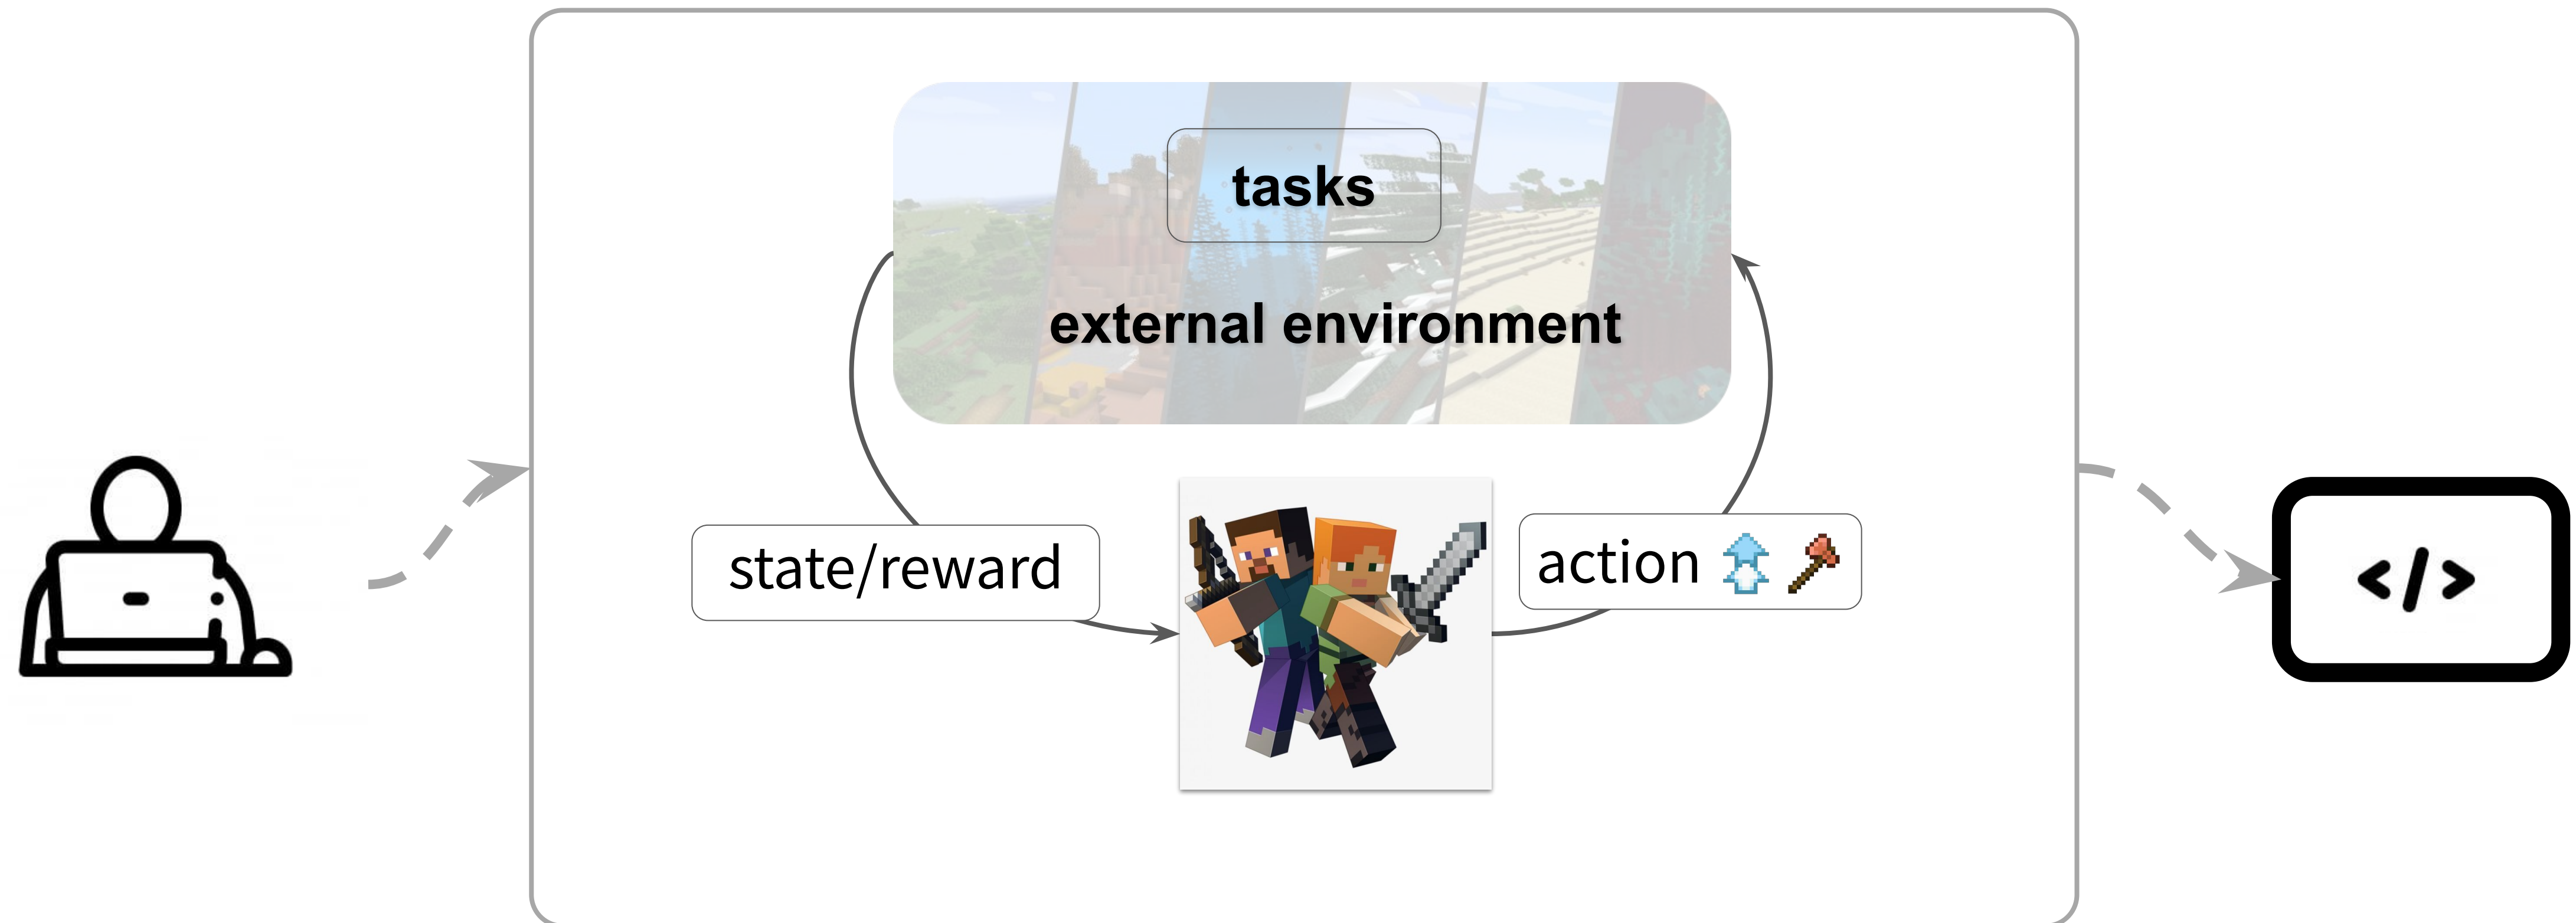 tasks
external environment
state/reward
action
</>